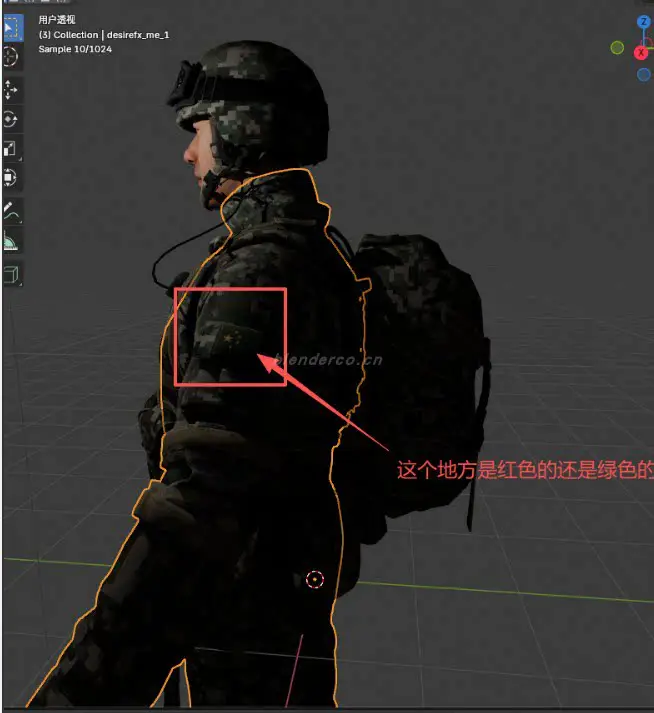 用户透视
(3) Collection | desirefx_me_1
Sample 10/1024
Z
X
blenderco.cn
这个地方是红色的还是绿色的